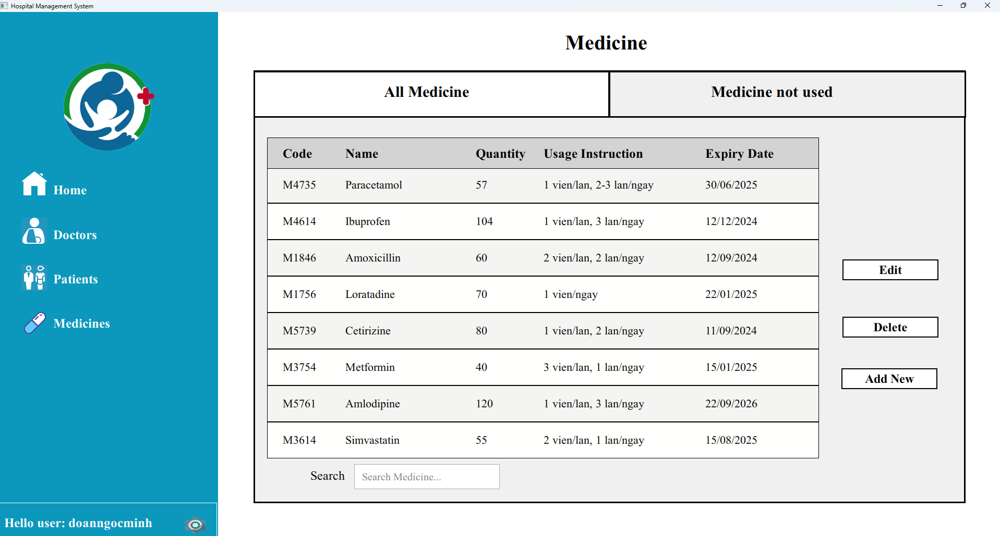 Hospital Management System
Medicine
All Medicine Medicine not used
Code Name Quantity Usage Instruction Expiry Date
M4735 Paracetamol 57 1 vien/lan, 2-3 lan/ngay 30/06/2025
M4614 Ibuprofen 104 1 vien/lan, 3 lan/ngay 12/12/2024
M1846 Amoxicillin 60 2 vien/lan, 2 lan/ngay 12/09/2024
M1756 Loratadine 70 1 vien/ngay 22/01/2025
M5739 Cetirizine 80 1 vien/lan, 2 lan/ngay 11/09/2024
M3754 Metformin 40 3 vien/lan, 1 lan/ngay 15/01/2025
M5761 Amlodipine 120 1 vien/lan, 3 lan/ngay 22/09/2026
M3614 Simvastatin 55 2 vien/lan, 1 lan/ngay 15/08/2025
Search Search Medicine...
Edit
Delete
Add New
Home
Doctors
Patients
Medicines
Hello user: doanngocminh